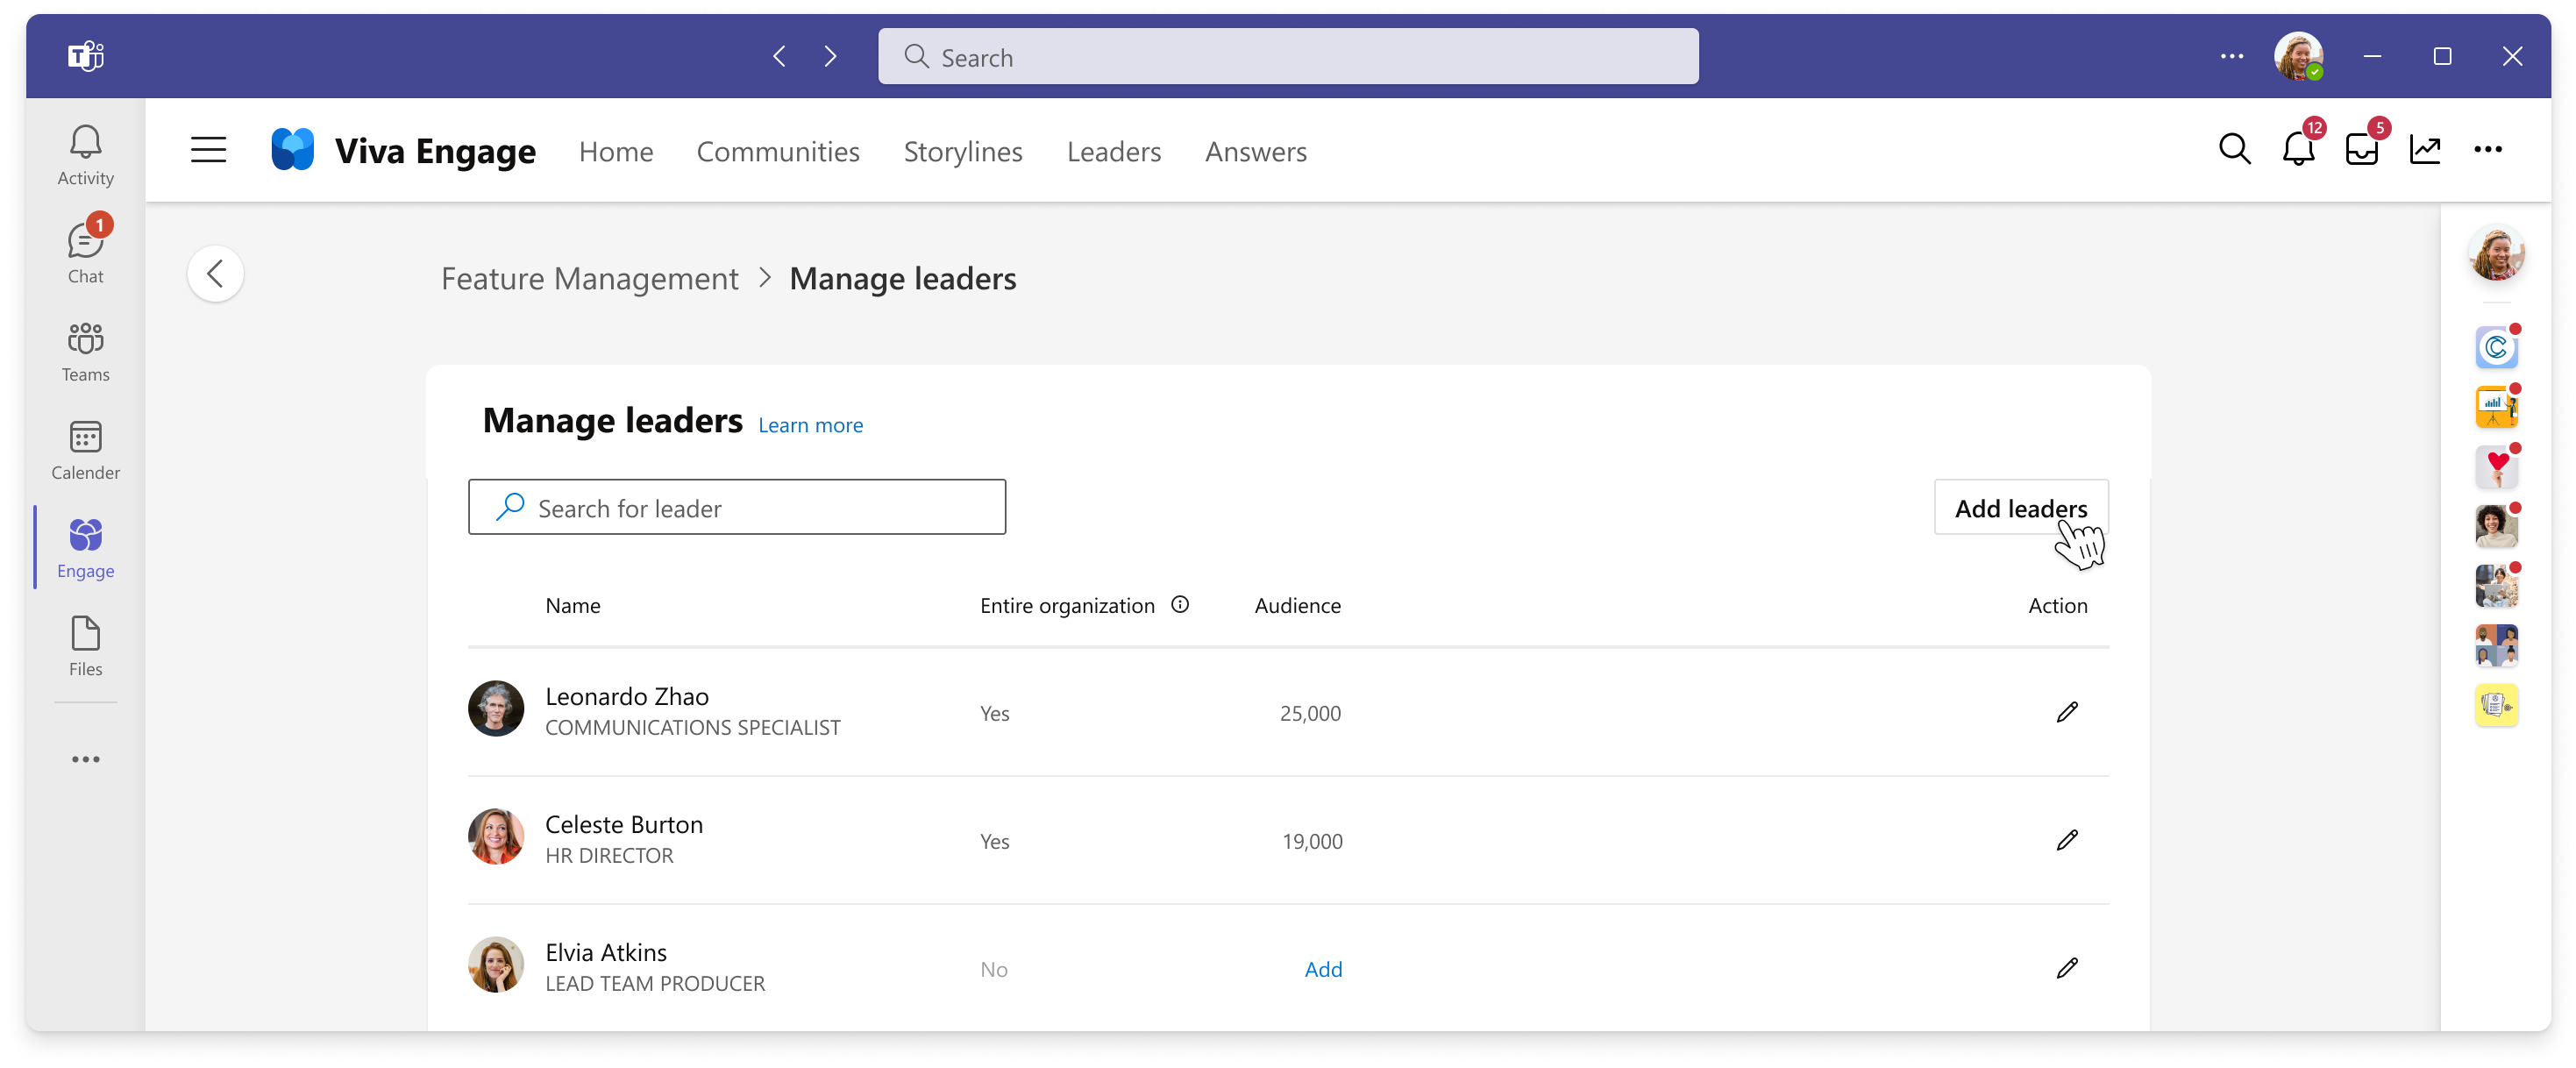 Search
Activity
1
Chat
Teams
Calender
Engage
Files
Viva Engage
Home
Communities
Storylines
Leaders
Answers
12
5
Feature Management > Manage leaders
Manage leaders Learn more
Search for leader
Add leaders
Name
Entire organization
Audience
Action
Leonardo Zhao
COMMUNICATIONS SPECIALIST
Yes
25,000
Celeste Burton
HR DIRECTOR
Yes
19,000
Elvia Atkins
LEAD TEAM PRODUCER
No
Add